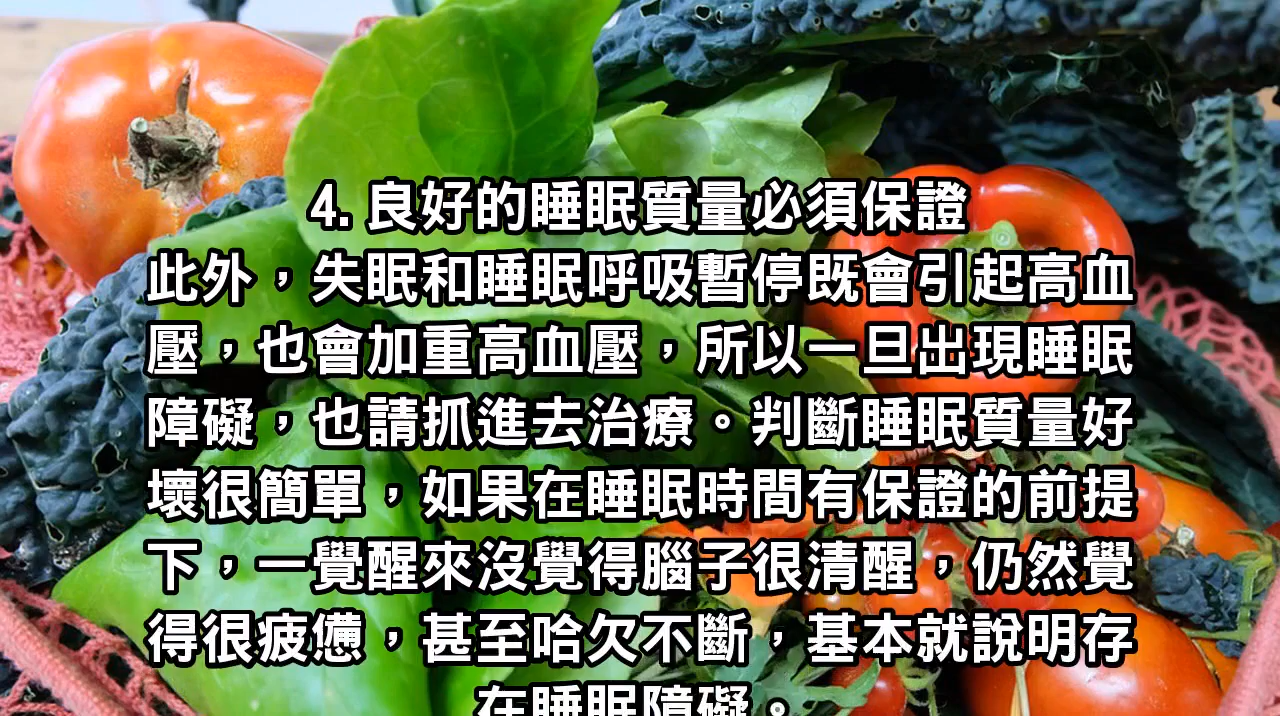 4.良好的睡眠質量必須保證
此外，失眠和睡眠呼吸暫停既會引起高血
壓，也會加重高血壓，所以一旦出現睡眠
障礙，也請抓進去治療。判斷睡眠質量好
壞很簡單，如果在睡眠時間有保證的前提
下，一覺醒來沒覺得腦子很清醒，仍然覺
得很疲憊，甚至哈欠不斷，基本就說明存
在睡眠障礙。